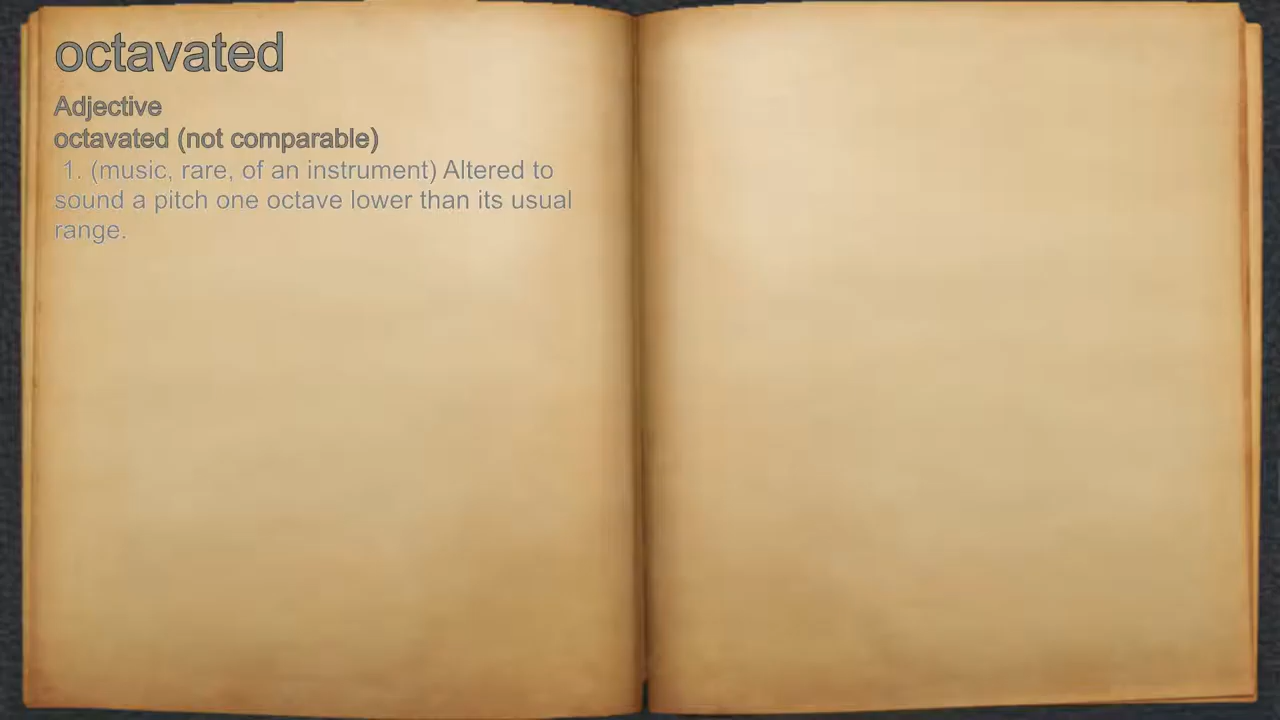 octavated
Adjective
octavated (not comparable)
1. (music, rare, of an instrument) Altered to
sound a pitch one octave lower than its usual
range.